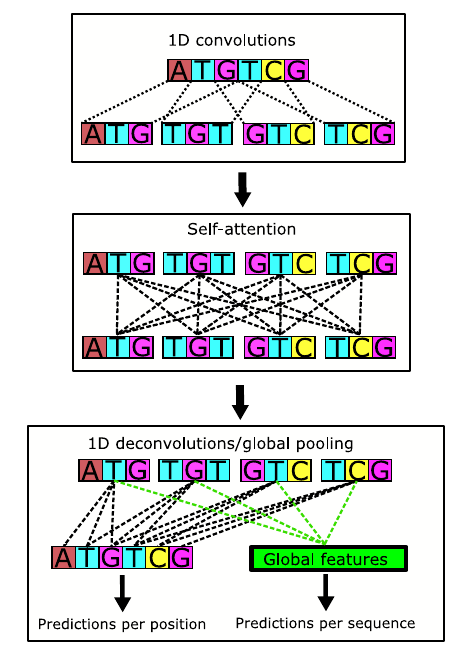 1D convolutions
ATGTCG
ATG TGT GTC TCG
Self-attention
ATG TGT GTC TCG
ATG TGT GTC TCG
1D deconvolutions/global pooling
ATG TGT GTC TCG
ATGTCG Global features
Predictions per position Predictions per sequence